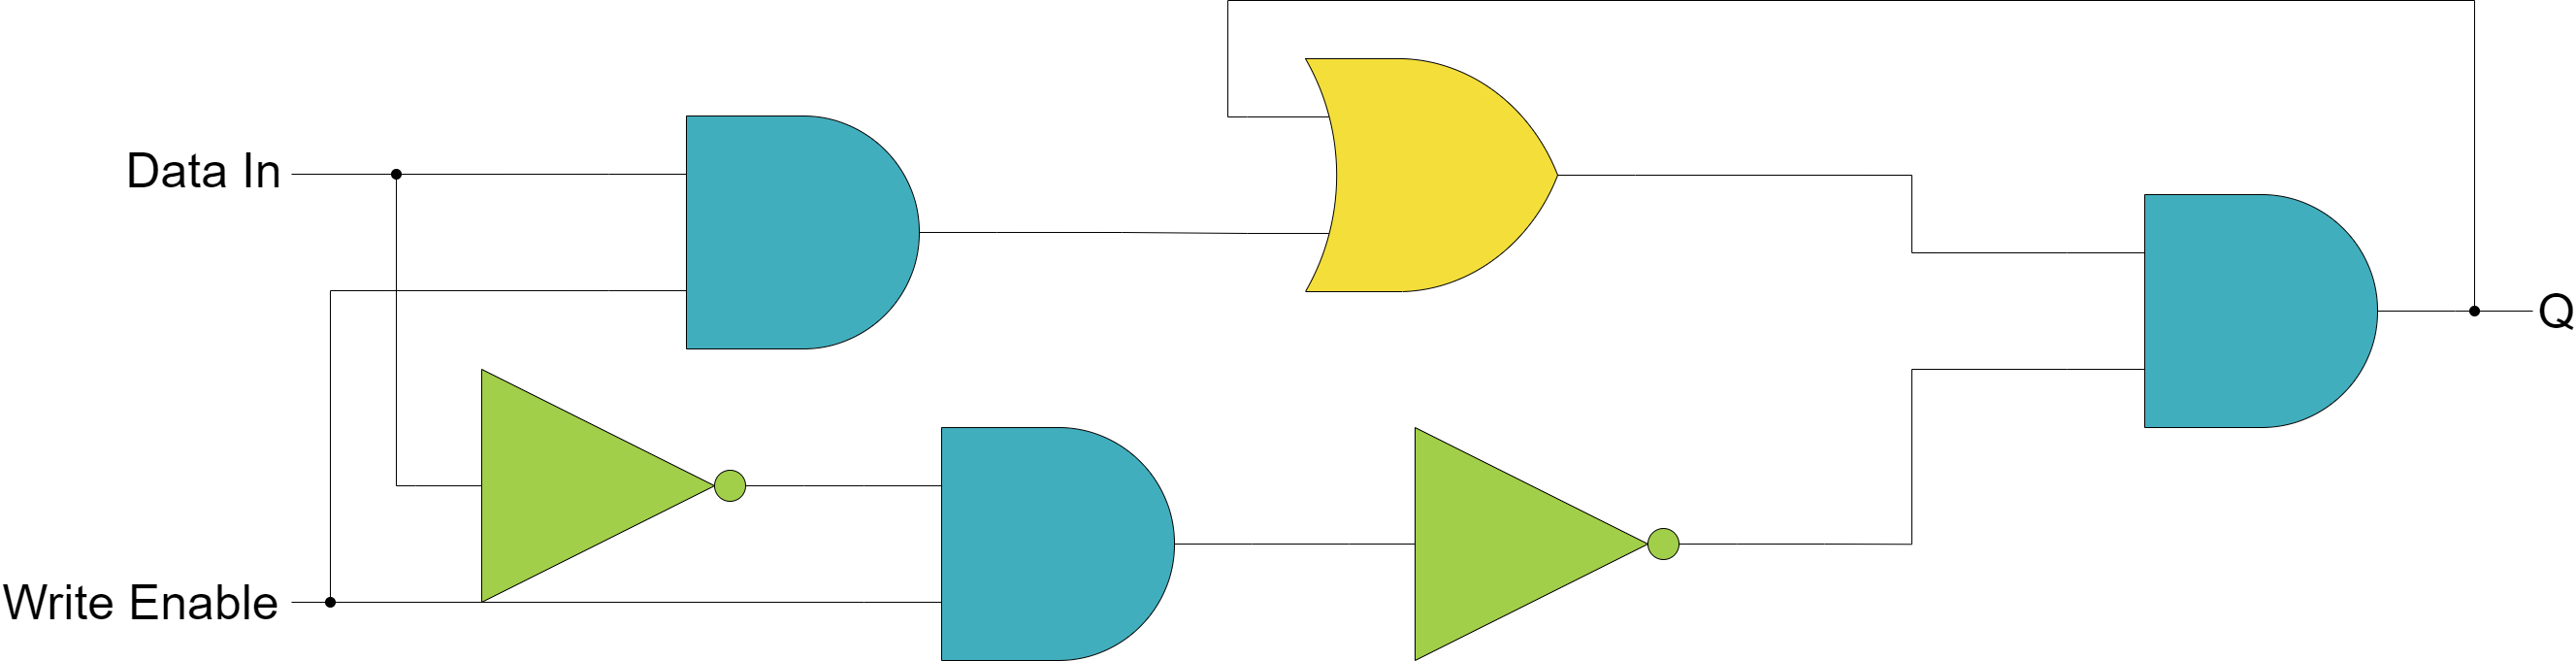 Data In
Q
Write Enable